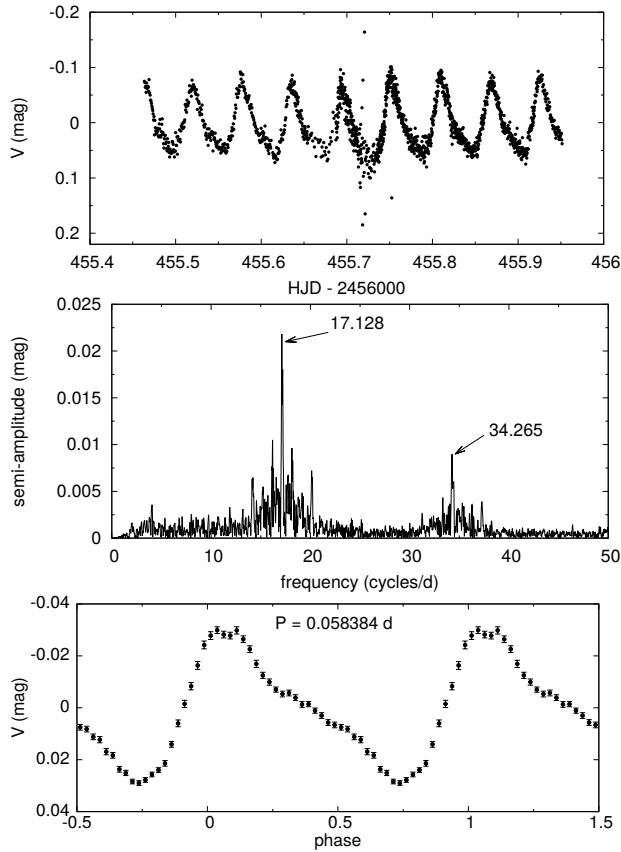 -0.2
-0.1
0
0.1
0.2
V (mag)
455.4 455.5 455.6 455.7 455.8 455.9 456
HJD - 2456000
0.025
0.02
0.015
0.01
0.005
0
semi-amplitude (mag)
17.128
34.265
0 10 20 30 40 50
frequency (cycles/d)
-0.04
-0.02
0
0.02
0.04
V (mag)
P = 0.058384 d
-0.5 0 0.5 1 1.5
phase